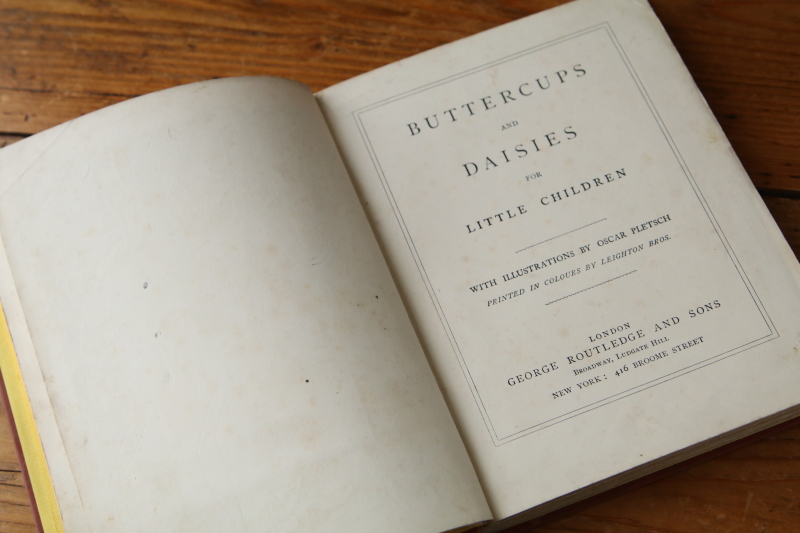 BUTTERCUPS
AND
DAISIES
FOR
LITTLE CHILDREN
WITH ILLUSTRATIONS BY OSCAR PLETSCH
PRINTED IN COLOURS BY LEIGHTON BROS.
LONDON
GEORGE ROUTLEDGE AND SONS
BROADWAY, LUDGATE HILL
NEW YORK: 416 BROOME STREET